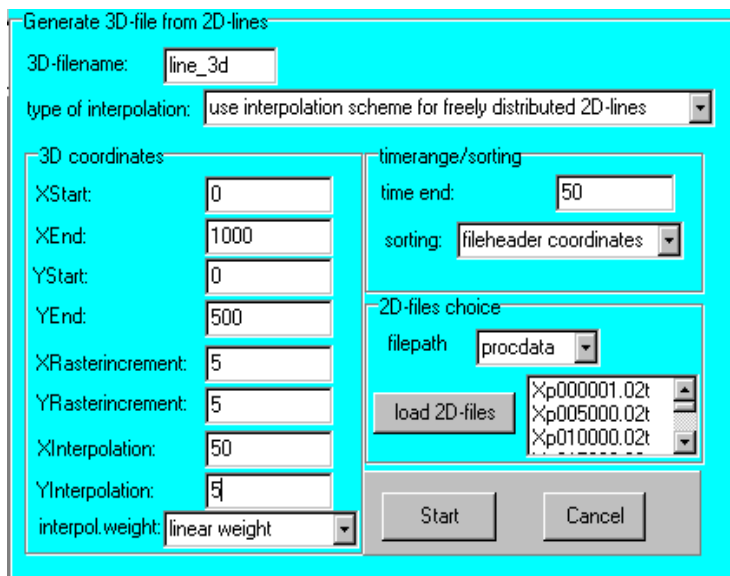 Generate 3D-file from 2D-lines
3D-filename: line_3d
type of interpolation: use interpolation scheme for freely distributed 2D-lines
3D coordinates
XStart: 0
XEnd: 1000
YStart: 0
YEnd: 500
XRasterincrement: 5
YRasterincrement: 5
XInterpolation: 50
YInterpolation: 5
interpol.weight: linear weight
timerange/sorting
time end: 50
sorting: fileheader coordinates
2D-files choice
filepath procdata
load 2D-files
Xp000001.02t
Xp005000.02t
Xp010000.02t
Start Cancel